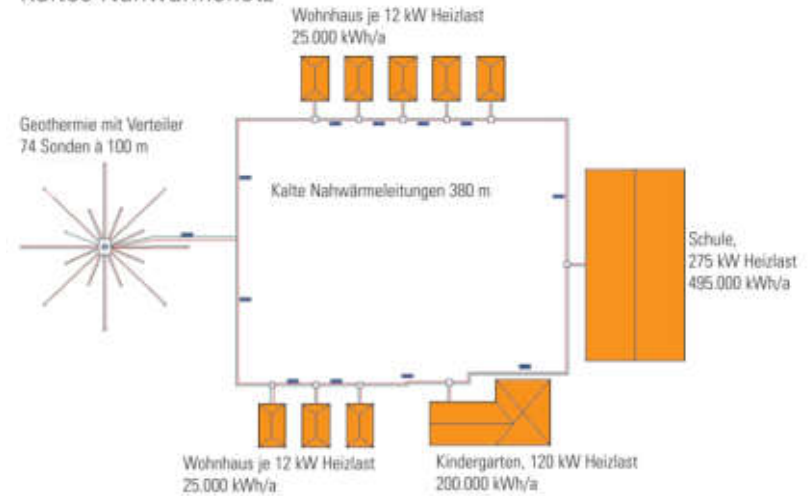 Wohnhaus je 12 kW Heizlast
25.000 kWh/a
Geothermie mit Verteiler
74 Sonden à 100 m
Kalte Nahwärmeleitungen 380 m
Schule,
275 kW Heizlast
495.000 kWh/a
Wohnhaus je 12 kW Heizlast
25.000 kWh/a
Kindergarten, 120 kW Heizlast
200.000 kWh/a